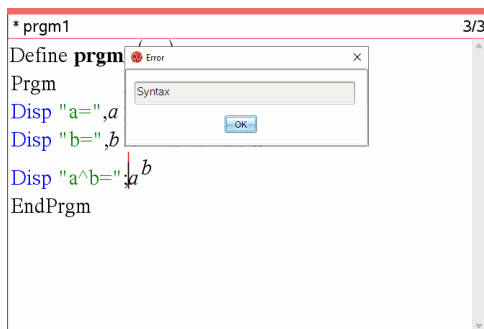 * prgm1 3/3
Define prgm
Error
Prgm
Syntax
Disp "a=",a
OK
Disp "b=",b
Disp "a^b=";a^b
EndPrgm